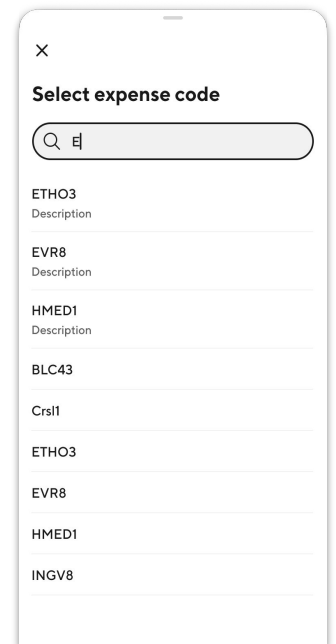 Select expense code
E
ETHO3
Description
EVR8
Description
HMED1
Description
BLC43
Crsl1
ETHO3
EVR8
HMED1
INGV8